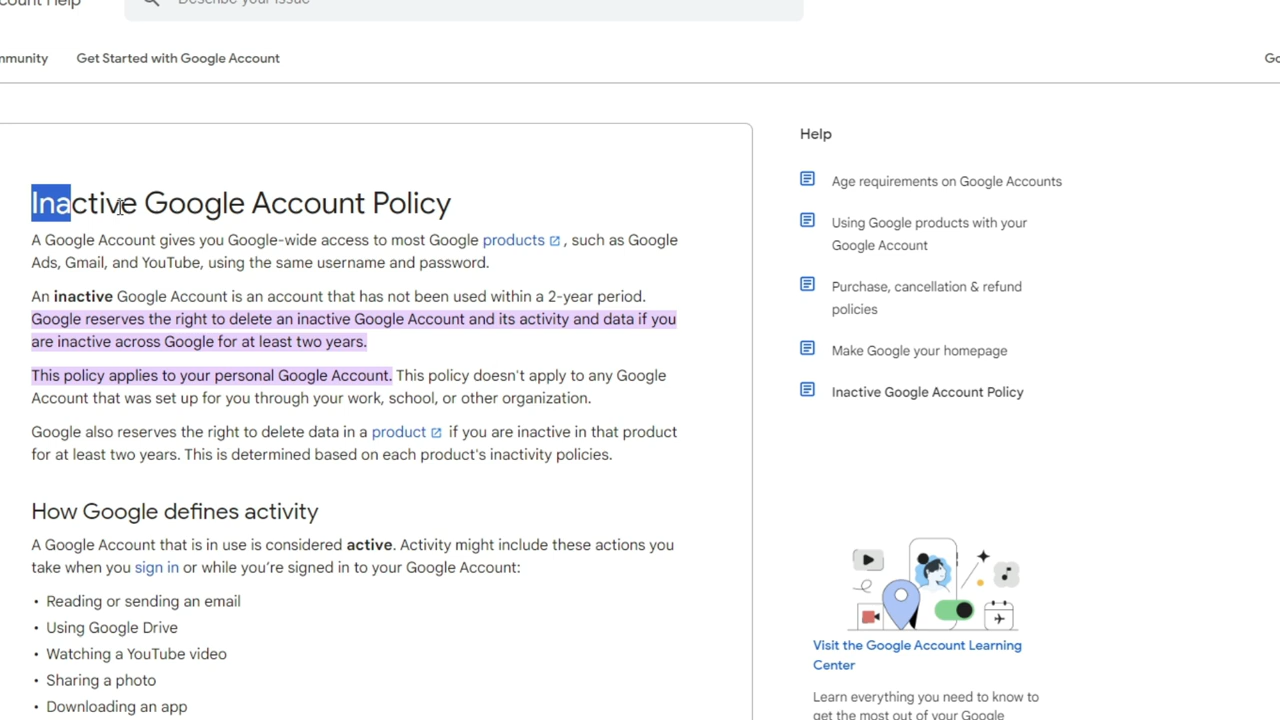 Describe your issue
Get Started with Google Account
Inactive Google Account Policy
A Google Account gives you Google-wide access to most Google products , such as Google
Ads, Gmail, and YouTube, using the same username and password.
An inactive Google Account is an account that has not been used within a 2-year period.
Google reserves the right to delete an inactive Google Account and its activity and data if you
are inactive across Google for at least two years.
This policy applies to your personal Google Account. This policy doesn't apply to any Google
Account that was set up for you through your work, school, or other organization.
Google also reserves the right to delete data in a product if you are inactive in that product
for at least two years. This is determined based on each product's inactivity policies.
How Google defines activity
A Google Account that is in use is considered active. Activity might include these actions you
take when you sign in or while you're signed in to your Google Account:
• Reading or sending an email
• Using Google Drive
• Watching a YouTube video
• Sharing a photo
• Downloading an app
Help
Age requirements on Google Accounts
Using Google products with your
Google Account
Purchase, cancellation & refund
policies
Make Google your homepage
Inactive Google Account Policy
Visit the Google Account Learning
Center
Learn everything you need to know to
get the most out of your Google